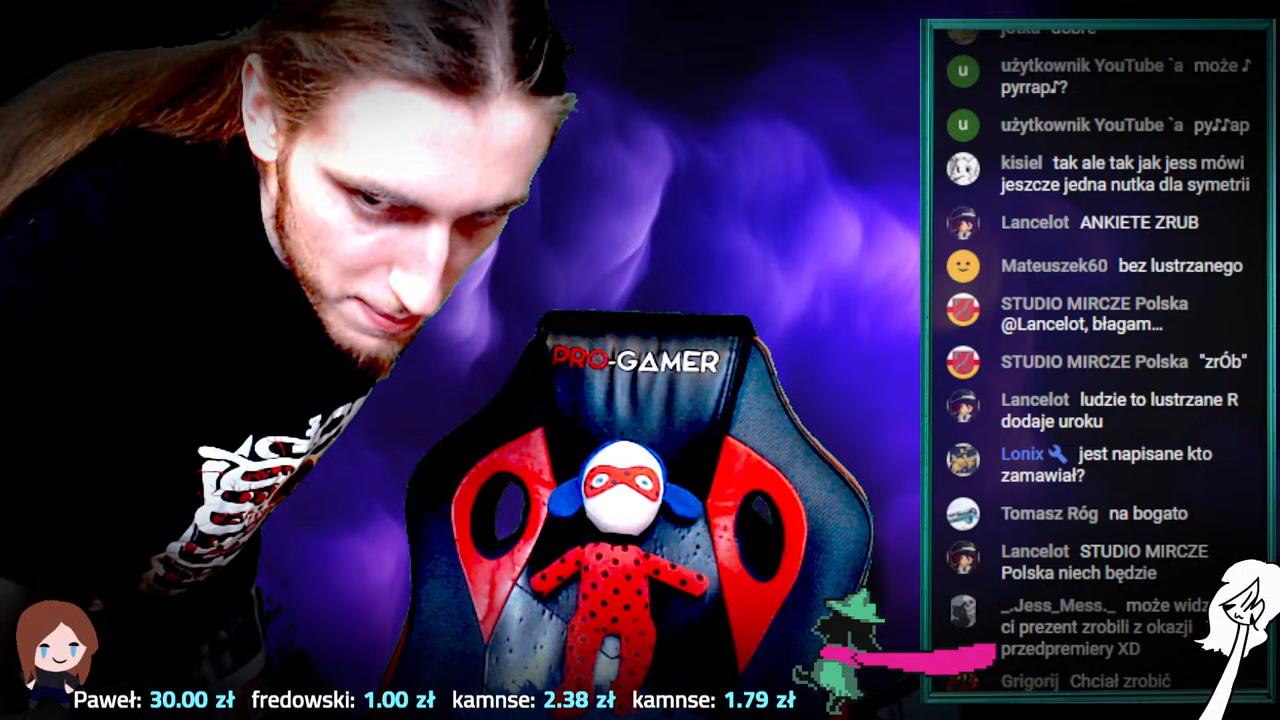 jotka dobre
użytkownik YouTube `a może ♪
pyrrap♪?
użytkownik YouTube `a py♪♪ap
kisiel tak ale tak jak jess mówi
jeszcze jedna nutka dla symetrii
Lancelot ANKIETE ZRUB
Mateuszek60 bez lustrzanego
STUDIO MIRCZE Polska
@Lancelot, błagam...
STUDIO MIRCZE Polska "zrÓb"
Lancelot ludzie to lustrzane R
dodaje uroku
Lonix jest napisane kto
zamawiał?
Tomasz Róg na bogato
Lancelot STUDIO MIRCZE
Polska niech będzie
_.Jess_Mess._ może widz
ci prezent zrobili z okazji
przedpremiery XD
Grigorij Chciał zrobić
PRO-GAMER
Paweł: 30.00 zł fredowski: 1.00 zł kamnse: 2.38 zł kamnse: 1.79 zł